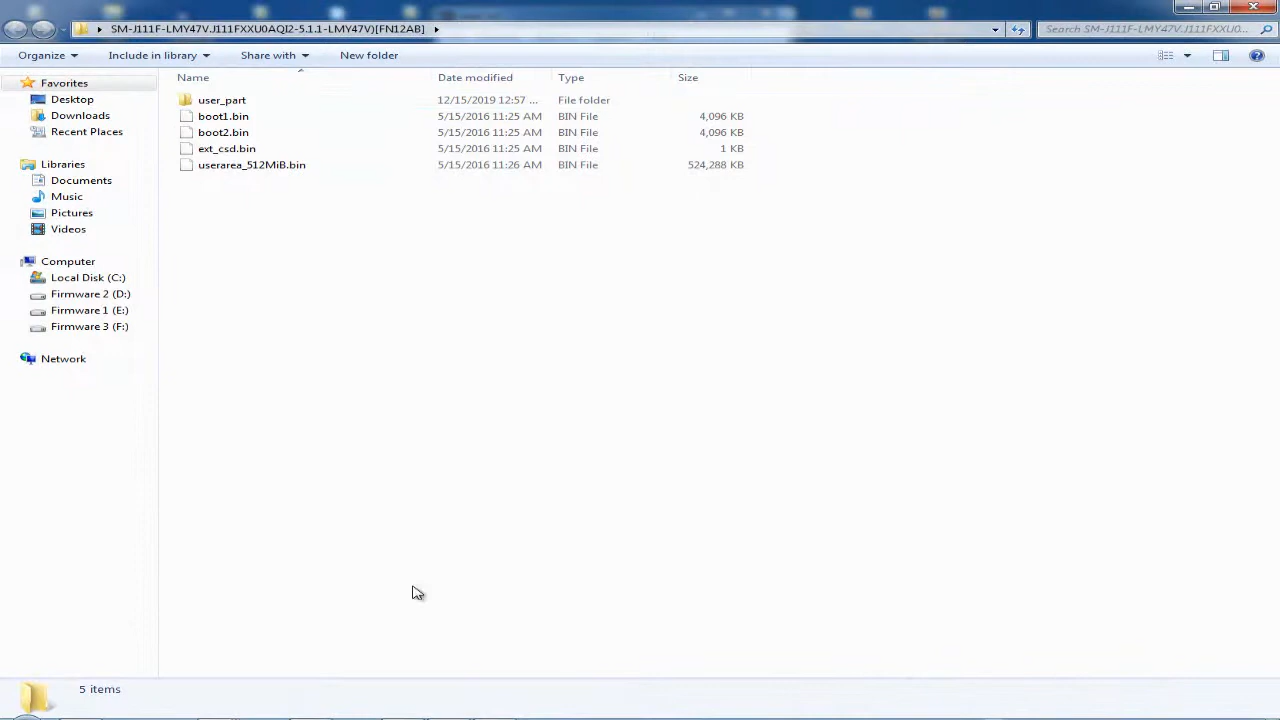 SM-J111F-LMY47V.J111FXXU0AQI2-5.1.1-LMY47V)[FN12AB]
Search SM-J111F-LMY47V.J111FXXU0...
Organize Include in library Share with New folder
Name Date modified Type Size
Favorites
Desktop
Downloads
Recent Places
Libraries
Documents
Music
Pictures
Videos
Computer
Local Disk (C:)
Firmware 2 (D:)
Firmware 1 (E:)
Firmware 3 (F:)
Network
user_part 12/15/2019 12:57 ... File folder
boot1.bin 5/15/2016 11:25 AM BIN File 4,096 KB
boot2.bin 5/15/2016 11:25 AM BIN File 4,096 KB
ext_csd.bin 5/15/2016 11:25 AM BIN File 1 KB
userarea_512MiB.bin 5/15/2016 11:26 AM BIN File 524,288 KB
5 items